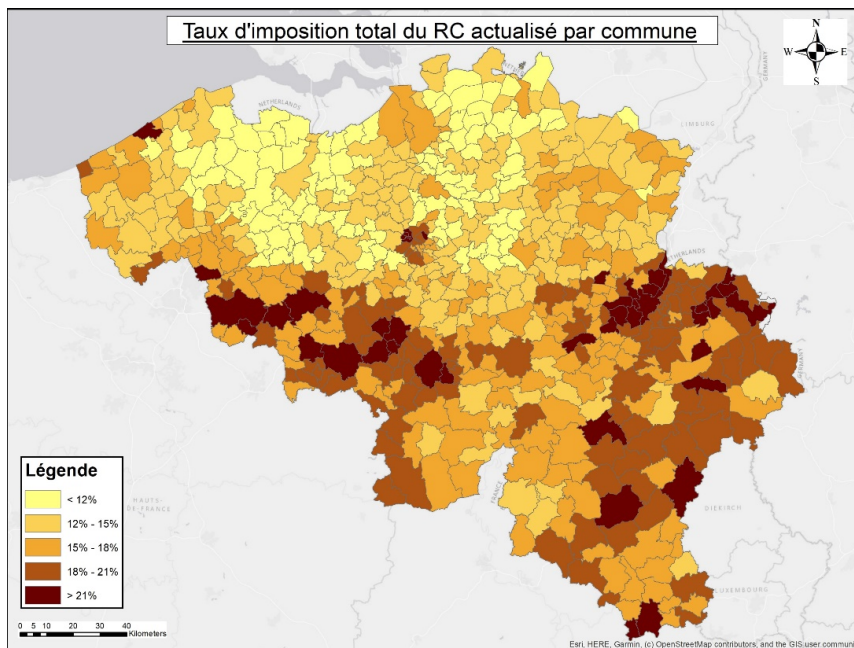 Taux d'imposition total du RC actualisé par commune
N
W E
S
NETHERLANDS
GERMANY
LIMBURG
NETHERLANDS
GERMANY
FRANCE
HAUTS-
DE-FRANCE
DIEKIRCH
LUXEMBOURG
Légende
< 12%
12% - 15%
15% - 18%
18% - 21%
> 21%
0 5 10 20 30 40
Kilometers
Esri, HERE, Garmin, (c) OpenStreetMap contributors, and the GIS user communi